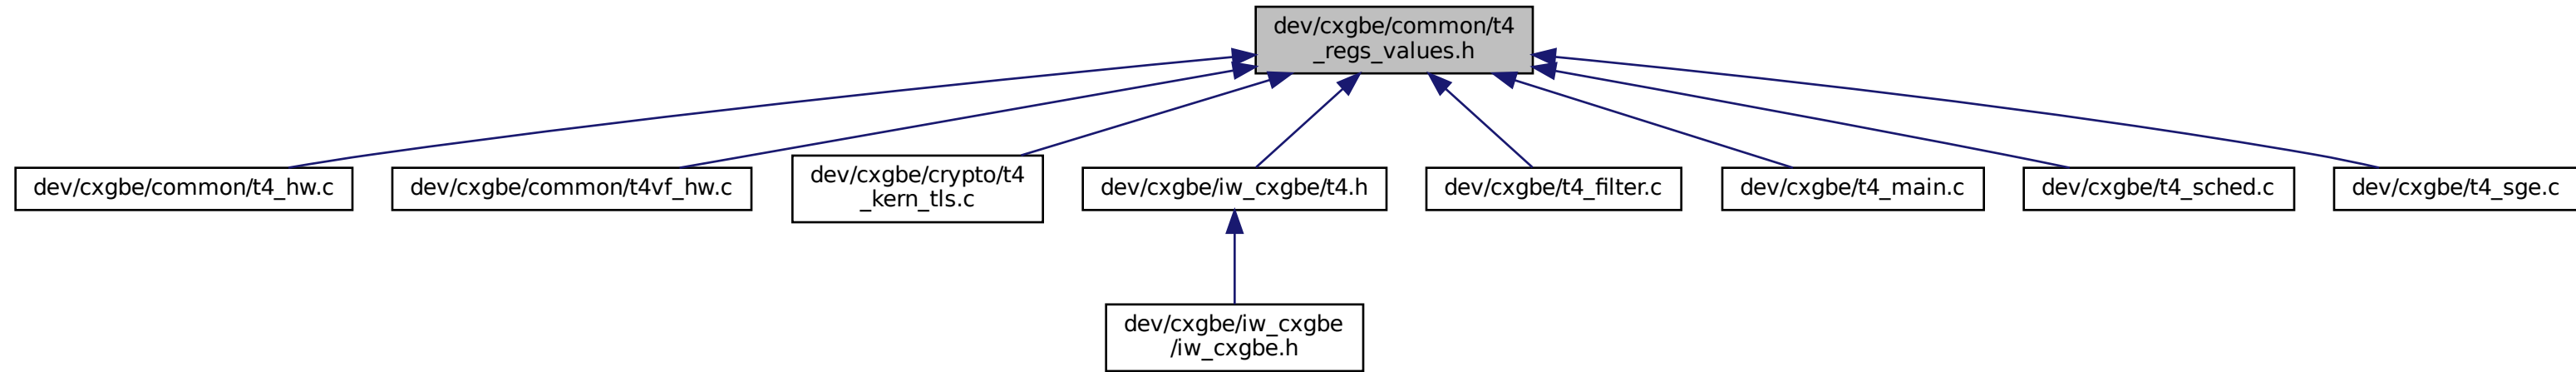 dev/cxgbe/common/t4
_regs_values.h
dev/cxgbe/common/t4_hw.c
dev/cxgbe/common/t4vf_hw.c
dev/cxgbe/crypto/t4
_kern_tls.c
dev/cxgbe/iw_cxgbe/t4.h
dev/cxgbe/t4_filter.c
dev/cxgbe/t4_main.c
dev/cxgbe/t4_sched.c
dev/cxgbe/t4_sge.c
dev/cxgbe/iw_cxgbe
/iw_cxgbe.h